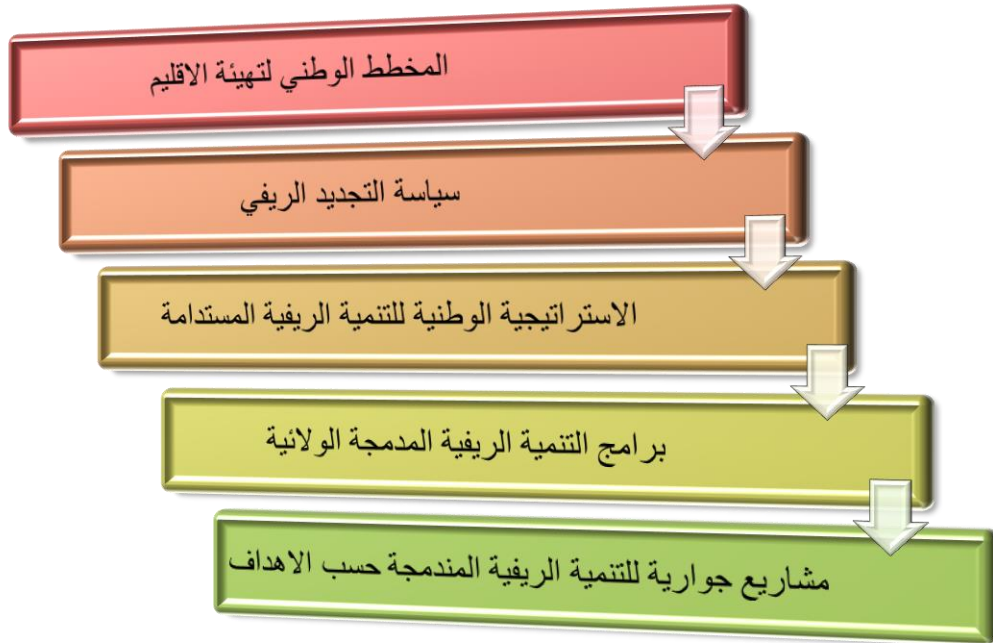 المخطط الوطني لتهيئة الاقليم
سياسة التجديد الريفي
الاستراتيجية الوطنية للتنمية الريفية المستدامة
برامج التنمية الريفية المدمجة الولائية
مشاريع جوارية للتنمية الريفية المندمجة حسب الاهداف